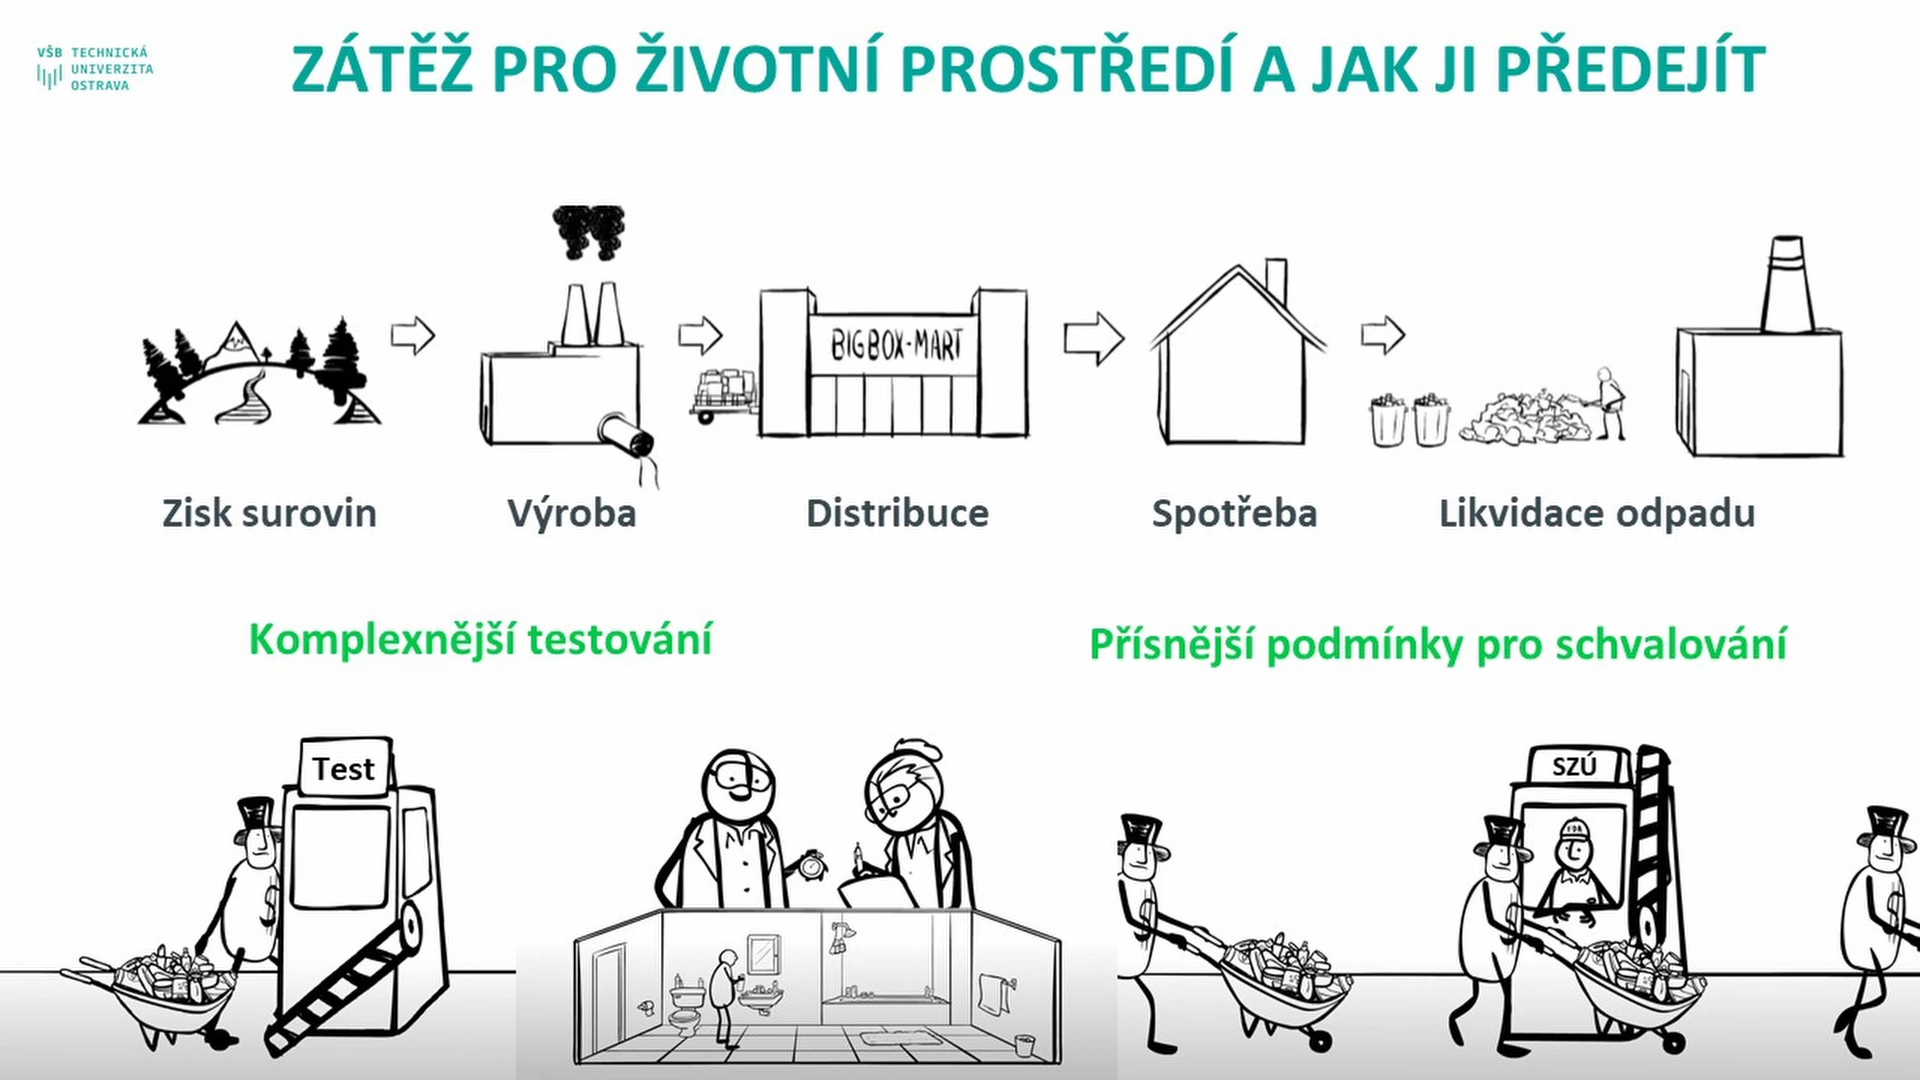 VŠB TECHNICKÁ
UNIVERZITA
OSTRAVA
ZÁTĚŽ PRO ŽIVOTNÍ PROSTŘEDÍ A JAK JI PŘEDEJÍT
BIGBOX-MART
Zisk surovin
Výroba
Distribuce
Spotřeba
Likvidace odpadu
Komplexnější testování
Přísnější podmínky pro schvalování
Test
SZÚ
FDA